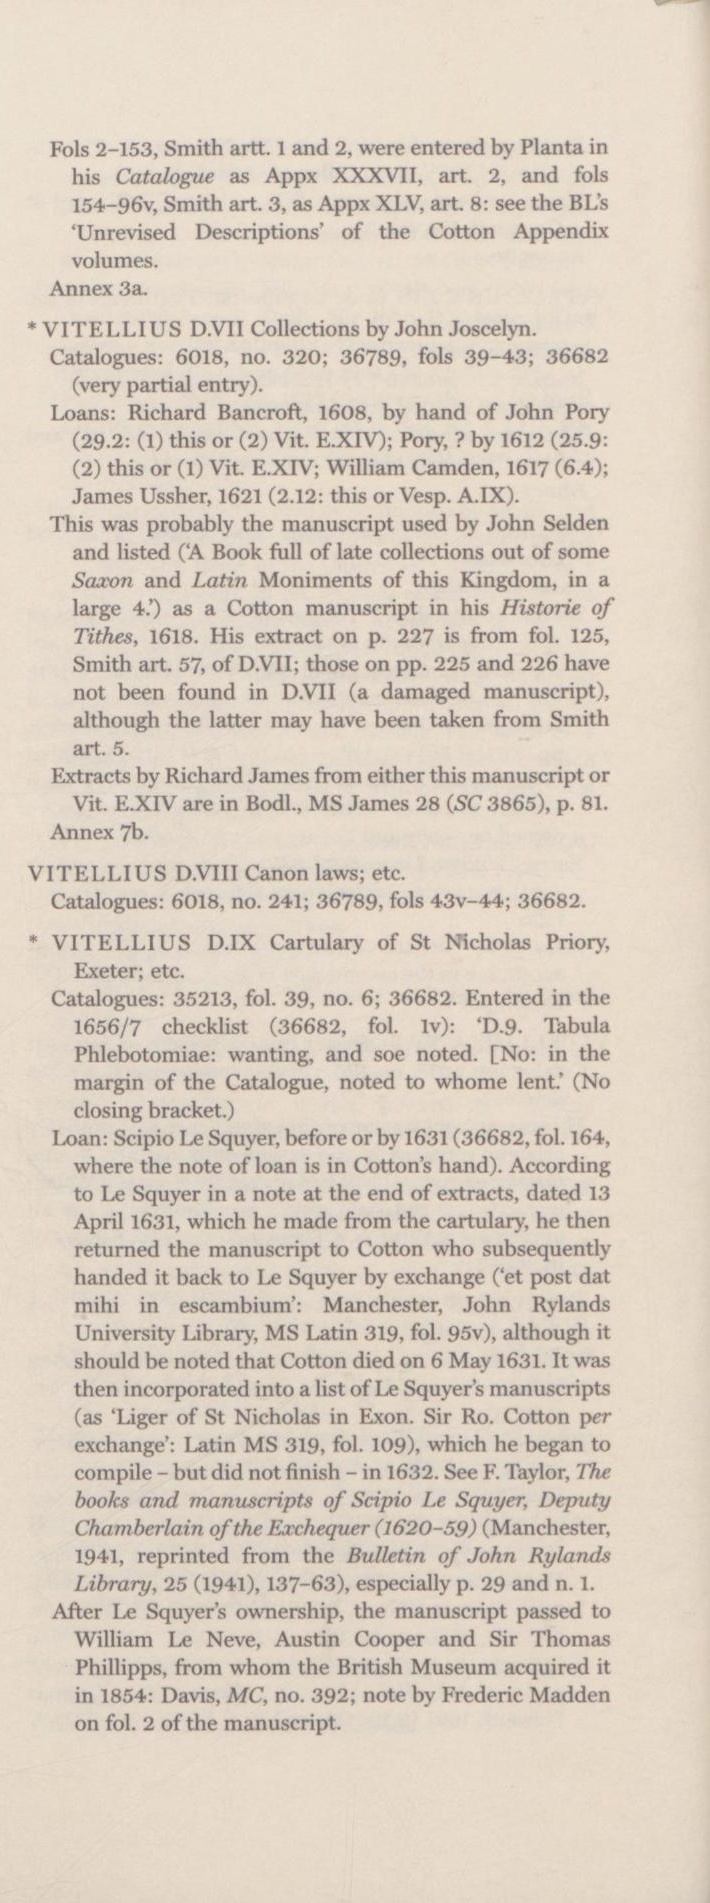 Fols 2–153, Smith artt. 1 and 2, were entered by Planta in
his Catalogue as Appx XXXVII, art. 2, and fols
154–96v, Smith art. 3, as Appx XLV, art. 8: see the BL's
'Unrevised Descriptions' of the Cotton Appendix
volumes.
Annex 3a.
* VITELLIUS D.VII Collections by John Joscelyn.
Catalogues: 6018, no. 320; 36789, fols 39–43; 36682
(very partial entry).
Loans: Richard Bancroft, 1608, by hand of John Pory
(29.2: (1) this or (2) Vit. E.XIV); Pory, ? by 1612 (25.9:
(2) this or (1) Vit. E.XIV; William Camden, 1617 (6.4);
James Ussher, 1621 (2.12: this or Vesp. A.IX).
This was probably the manuscript used by John Selden
and listed ('A Book full of late collections out of some
Saxon and Latin Moniments of this Kingdom, in a
large 4.') as a Cotton manuscript in his Historie of
Tithes, 1618. His extract on p. 227 is from fol. 125,
Smith art. 57, of D.VII; those on pp. 225 and 226 have
not been found in D.VII (a damaged manuscript),
although the latter may have been taken from Smith
art. 5.
Extracts by Richard James from either this manuscript or
Vit. E.XIV are in Bodl., MS James 28 (SC 3865), p. 81.
Annex 7b.
VITELLIUS D.VIII Canon laws; etc.
Catalogues: 6018, no. 241; 36789, fols 43v–44; 36682.
* VITELLIUS D.IX Cartulary of St Nicholas Priory,
Exeter; etc.
Catalogues: 35213, fol. 39, no. 6; 36682. Entered in the
1656/7 checklist (36682, fol. 1v): 'D.9. Tabula
Phlebotomiae: wanting, and soe noted. [No: in the
margin of the Catalogue, noted to whome lent.' (No
closing bracket.)
Loan: Scipio Le Squyer, before or by 1631 (36682, fol. 164,
where the note of loan is in Cotton's hand). According
to Le Squyer in a note at the end of extracts, dated 13
April 1631, which he made from the cartulary, he then
returned the manuscript to Cotton who subsequently
handed it back to Le Squyer by exchange ('et post dat
mihi in escambium': Manchester, John Rylands
University Library, MS Latin 319, fol. 95v), although it
should be noted that Cotton died on 6 May 1631. It was
then incorporated into a list of Le Squyer's manuscripts
(as 'Liger of St Nicholas in Exon. Sir Ro. Cotton per
exchange': Latin MS 319, fol. 109), which he began to
compile – but did not finish – in 1632. See F. Taylor, The
books and manuscripts of Scipio Le Squyer, Deputy
Chamberlain of the Exchequer (1620–59) (Manchester,
1941, reprinted from the Bulletin of John Rylands
Library, 25 (1941), 137–63), especially p. 29 and n. 1.
After Le Squyer's ownership, the manuscript passed to
William Le Neve, Austin Cooper and Sir Thomas
Phillipps, from whom the British Museum acquired it
in 1854: Davis, MC, no. 392; note by Frederic Madden
on fol. 2 of the manuscript.